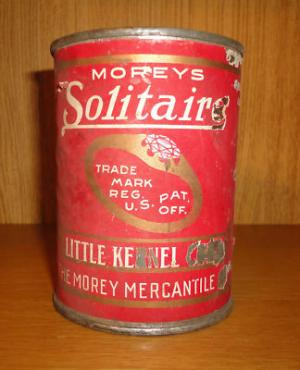 MOREYS
Solitaire
TRADE
MARK
REG. PAT.
U.S. OFF.
LITTLE KERNEL
THE MOREY MERCANTILE